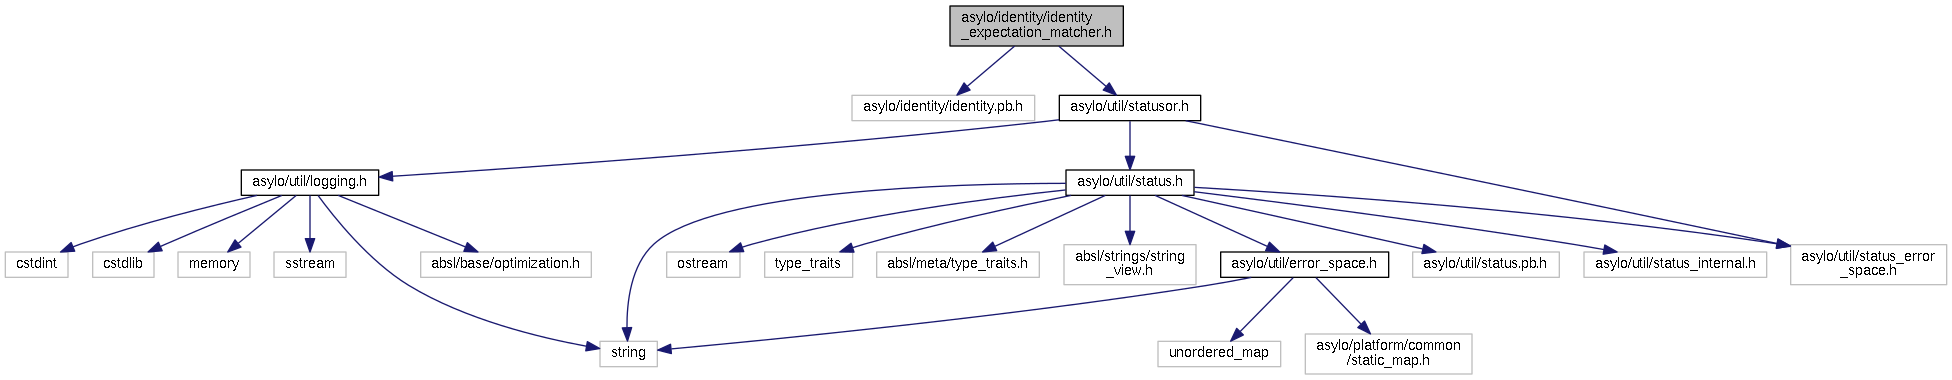 asylo/identity/identity
_expectation_matcher.h
asylo/identity/identity.pb.h
asylo/util/statusor.h
asylo/util/logging.h
asylo/util/status.h
cstdint
cstdlib
memory
sstream
absl/base/optimization.h
ostream
type_traits
absl/meta/type_traits.h
absl/strings/string
_view.h
asylo/util/error_space.h
asylo/util/status.pb.h
asylo/util/status_internal.h
asylo/util/status_error
_space.h
string
unordered_map
asylo/platform/common
/static_map.h